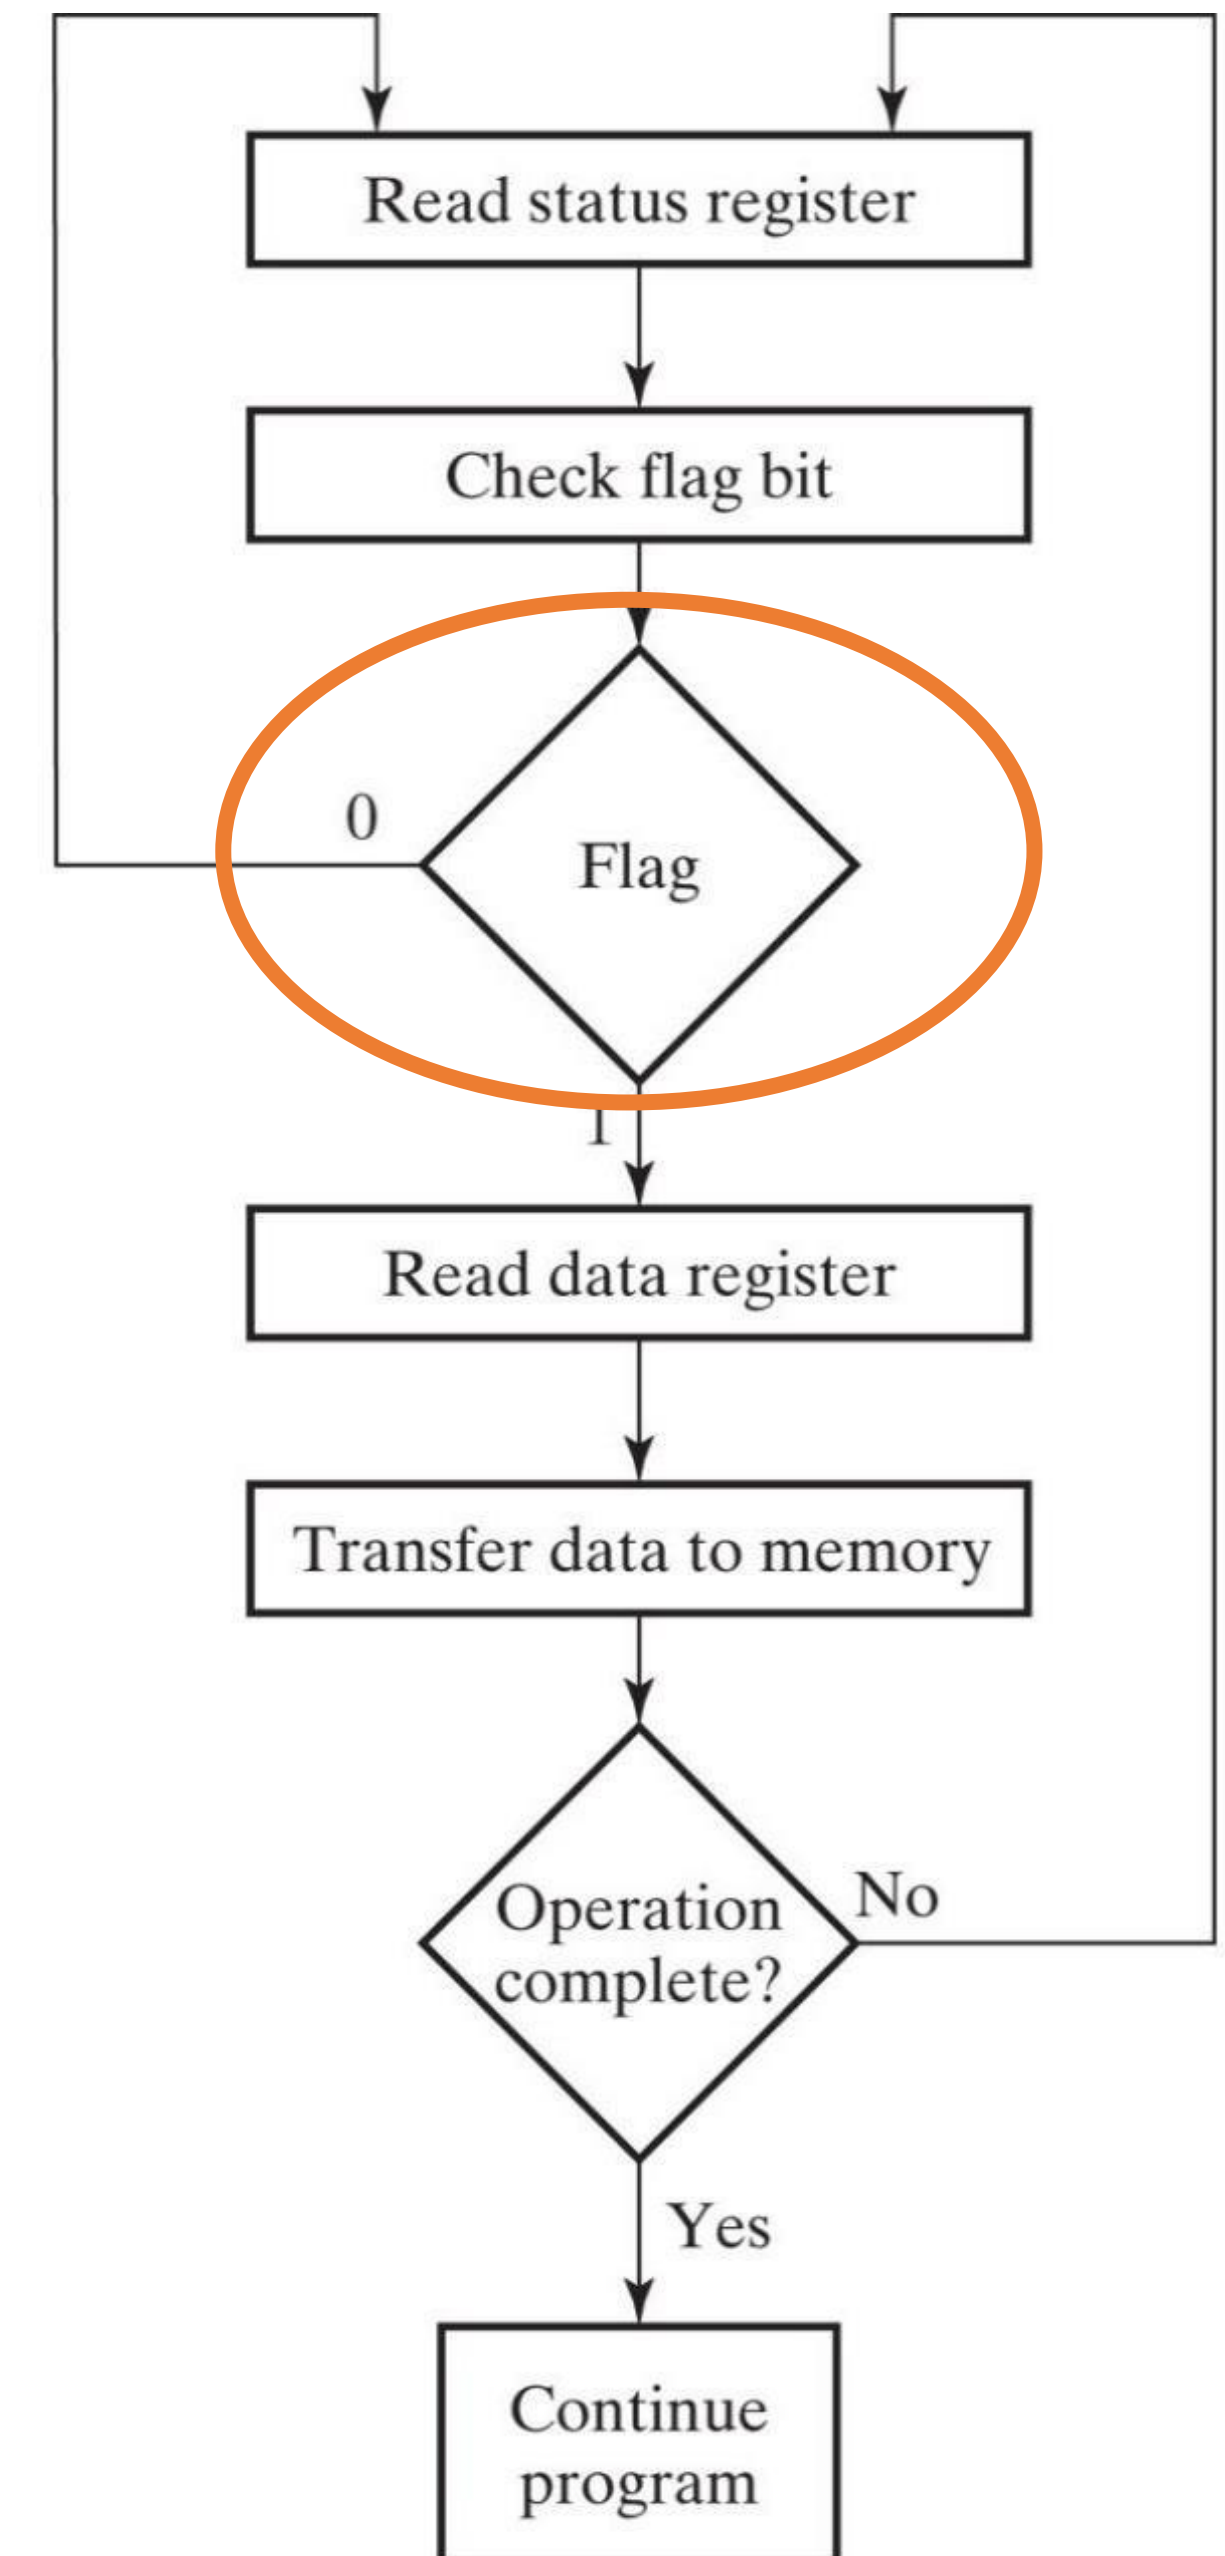 Read status register
Check flag bit
0
Flag
1
Read data register
Transfer data to memory
Operation
complete?
No
Yes
Continue
program